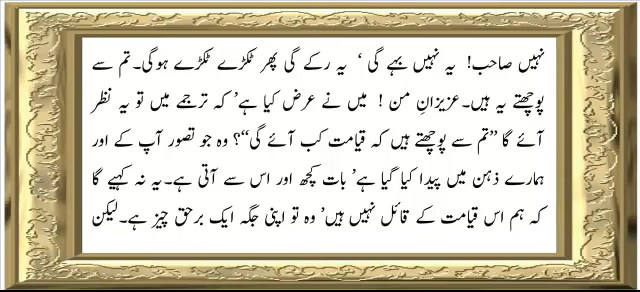 نہیں صاحب! یہ نہیں بہے گی ‘ یہ رکے گی پھر ٹکڑے ٹکڑے ہوگی۔تم سے
پوچھتے یہ ہیں۔عزیزانِ من ! میں نے عرض کیا ہے’ کہ ترجمے میں تو یہ نظر
آئے گا ’’تم سے پوچھتے ہیں کہ قیامت کب آئے گی‘‘؟ وہ جو تصور آپ کے اور
ہمارے ذہن میں پیدا کیا گیا ہے’ بات کچھ اور اس سے آتی ہے۔یہ نہ کہیے گا
کہ ہم اس قیامت کے قائل نہیں ہیں’ وہ تو اپنی جگہ ایک برحق چیز ہے۔لیکن